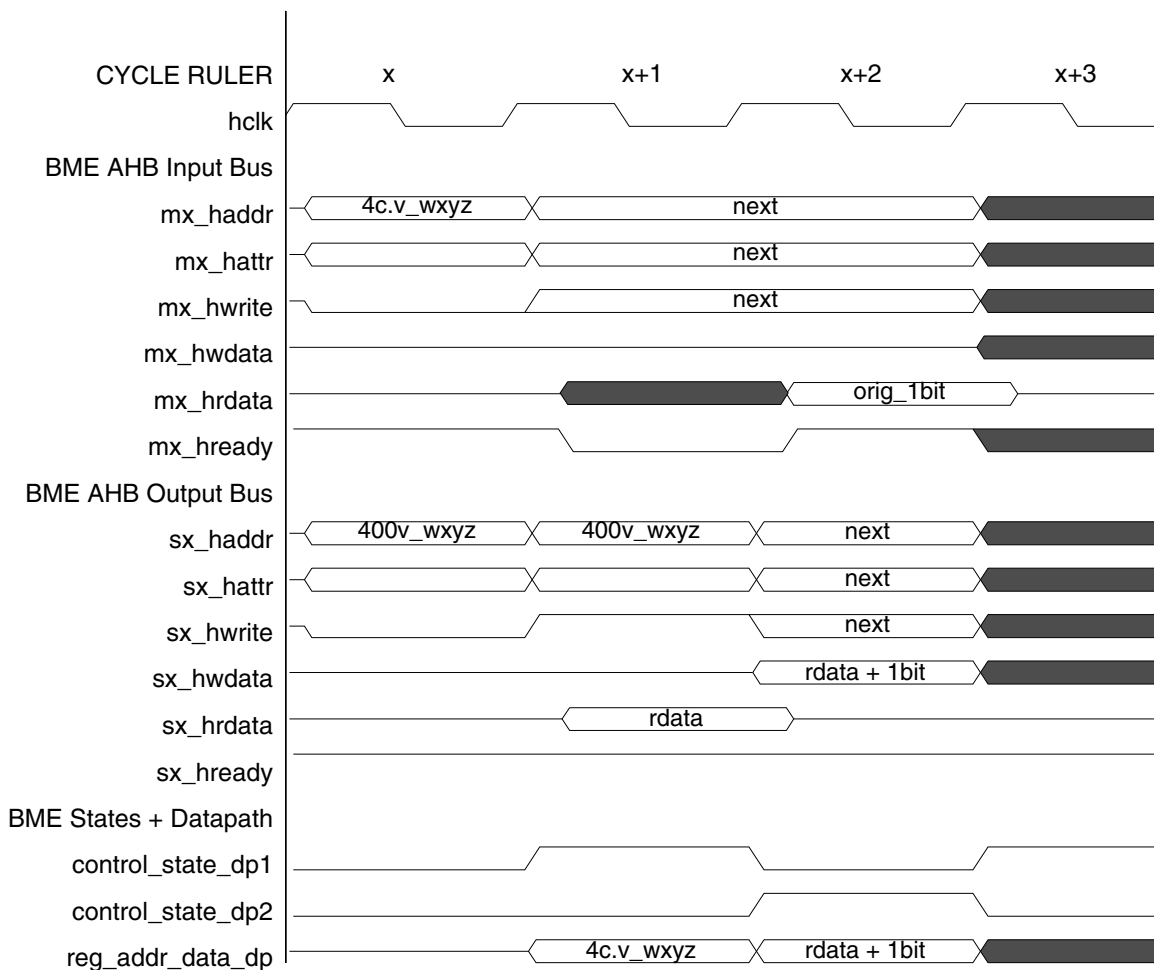 CYCLE RULER x x+1 x+2 x+3
hclk
BME AHB Input Bus
mx_haddr 4c.v_wxyz next
mx_hattr next
mx_hwrite next
mx_hwdata
mx_hrdata orig_1bit
mx_hready
BME AHB Output Bus
sx_haddr 400v_wxyz 400v_wxyz next
sx_hattr next
sx_hwrite next
sx_hwdata rdata + 1bit
sx_hrdata rdata
sx_hready
BME States + Datapath
control_state_dp1
control_state_dp2
reg_addr_data_dp 4c.v_wxyz rdata + 1bit